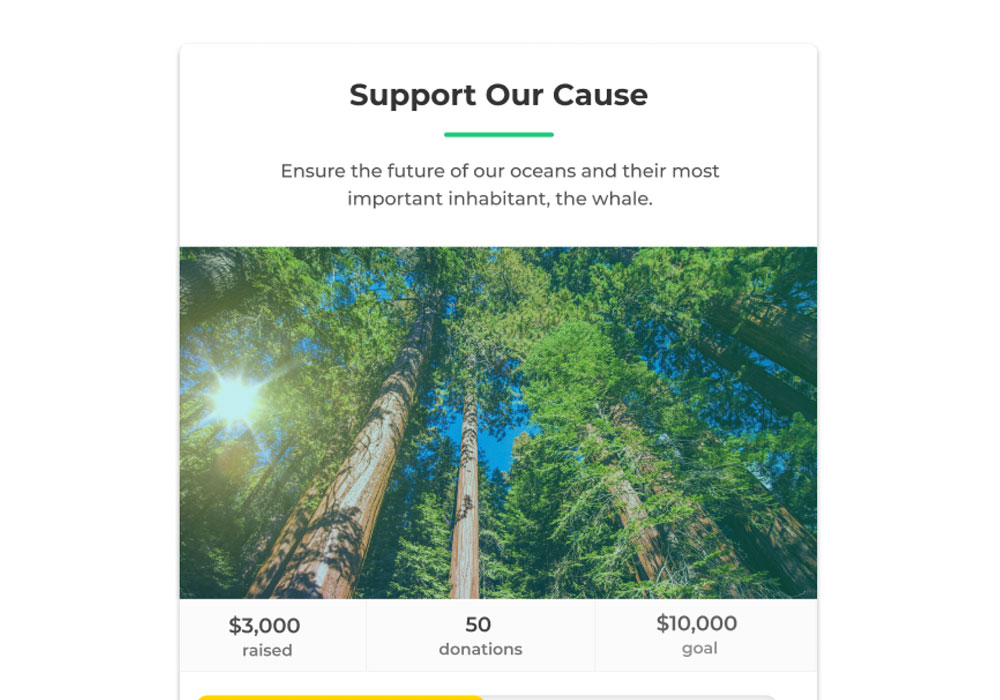 Support Our Cause
Ensure the future of our oceans and their most
important inhabitant, the whale.
$3,000
raised
50
donations
$10,000
goal